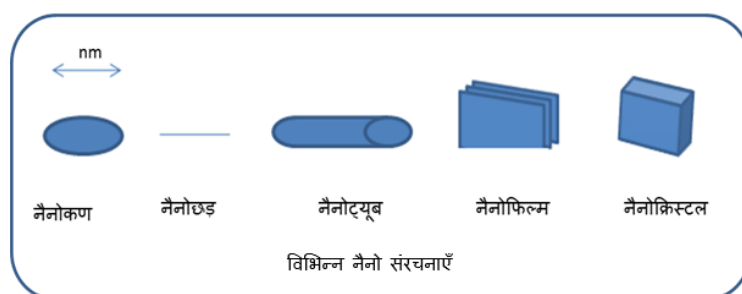 nm
नैनोकण नैनोछड़ नैनोट्यूब नैनोफिल्म नैनोक्रिस्टल
विभिन्न नैनो संरचनाएँ